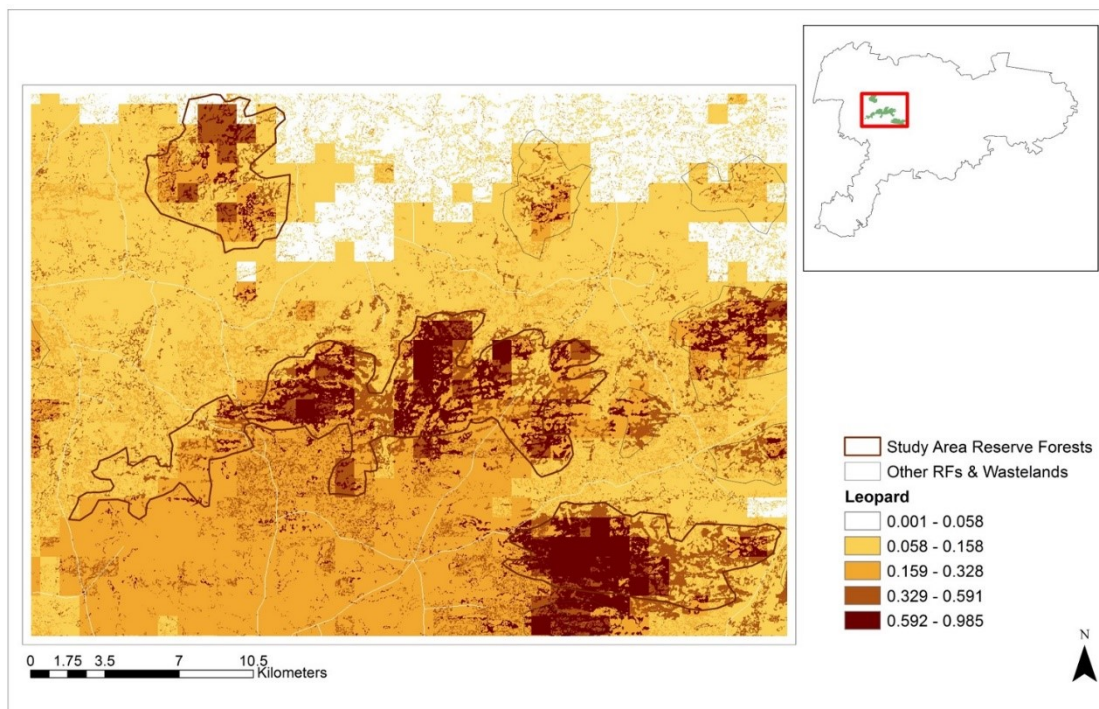 Study Area Reserve Forests
Other RFs & Wastelands
Leopard
0.001 - 0.058
0.058 - 0.158
0.159 - 0.328
0.329 - 0.591
0.592 - 0.985
0 1.75 3.5 7 10.5
Kilometers
N